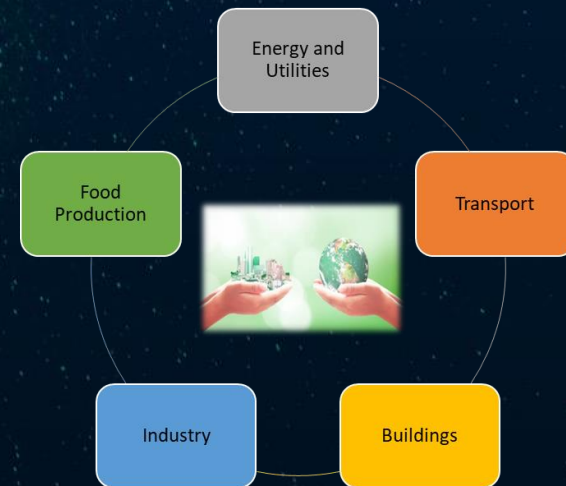 Energy and
Utilities
Food
Production
Transport
Industry
Buildings